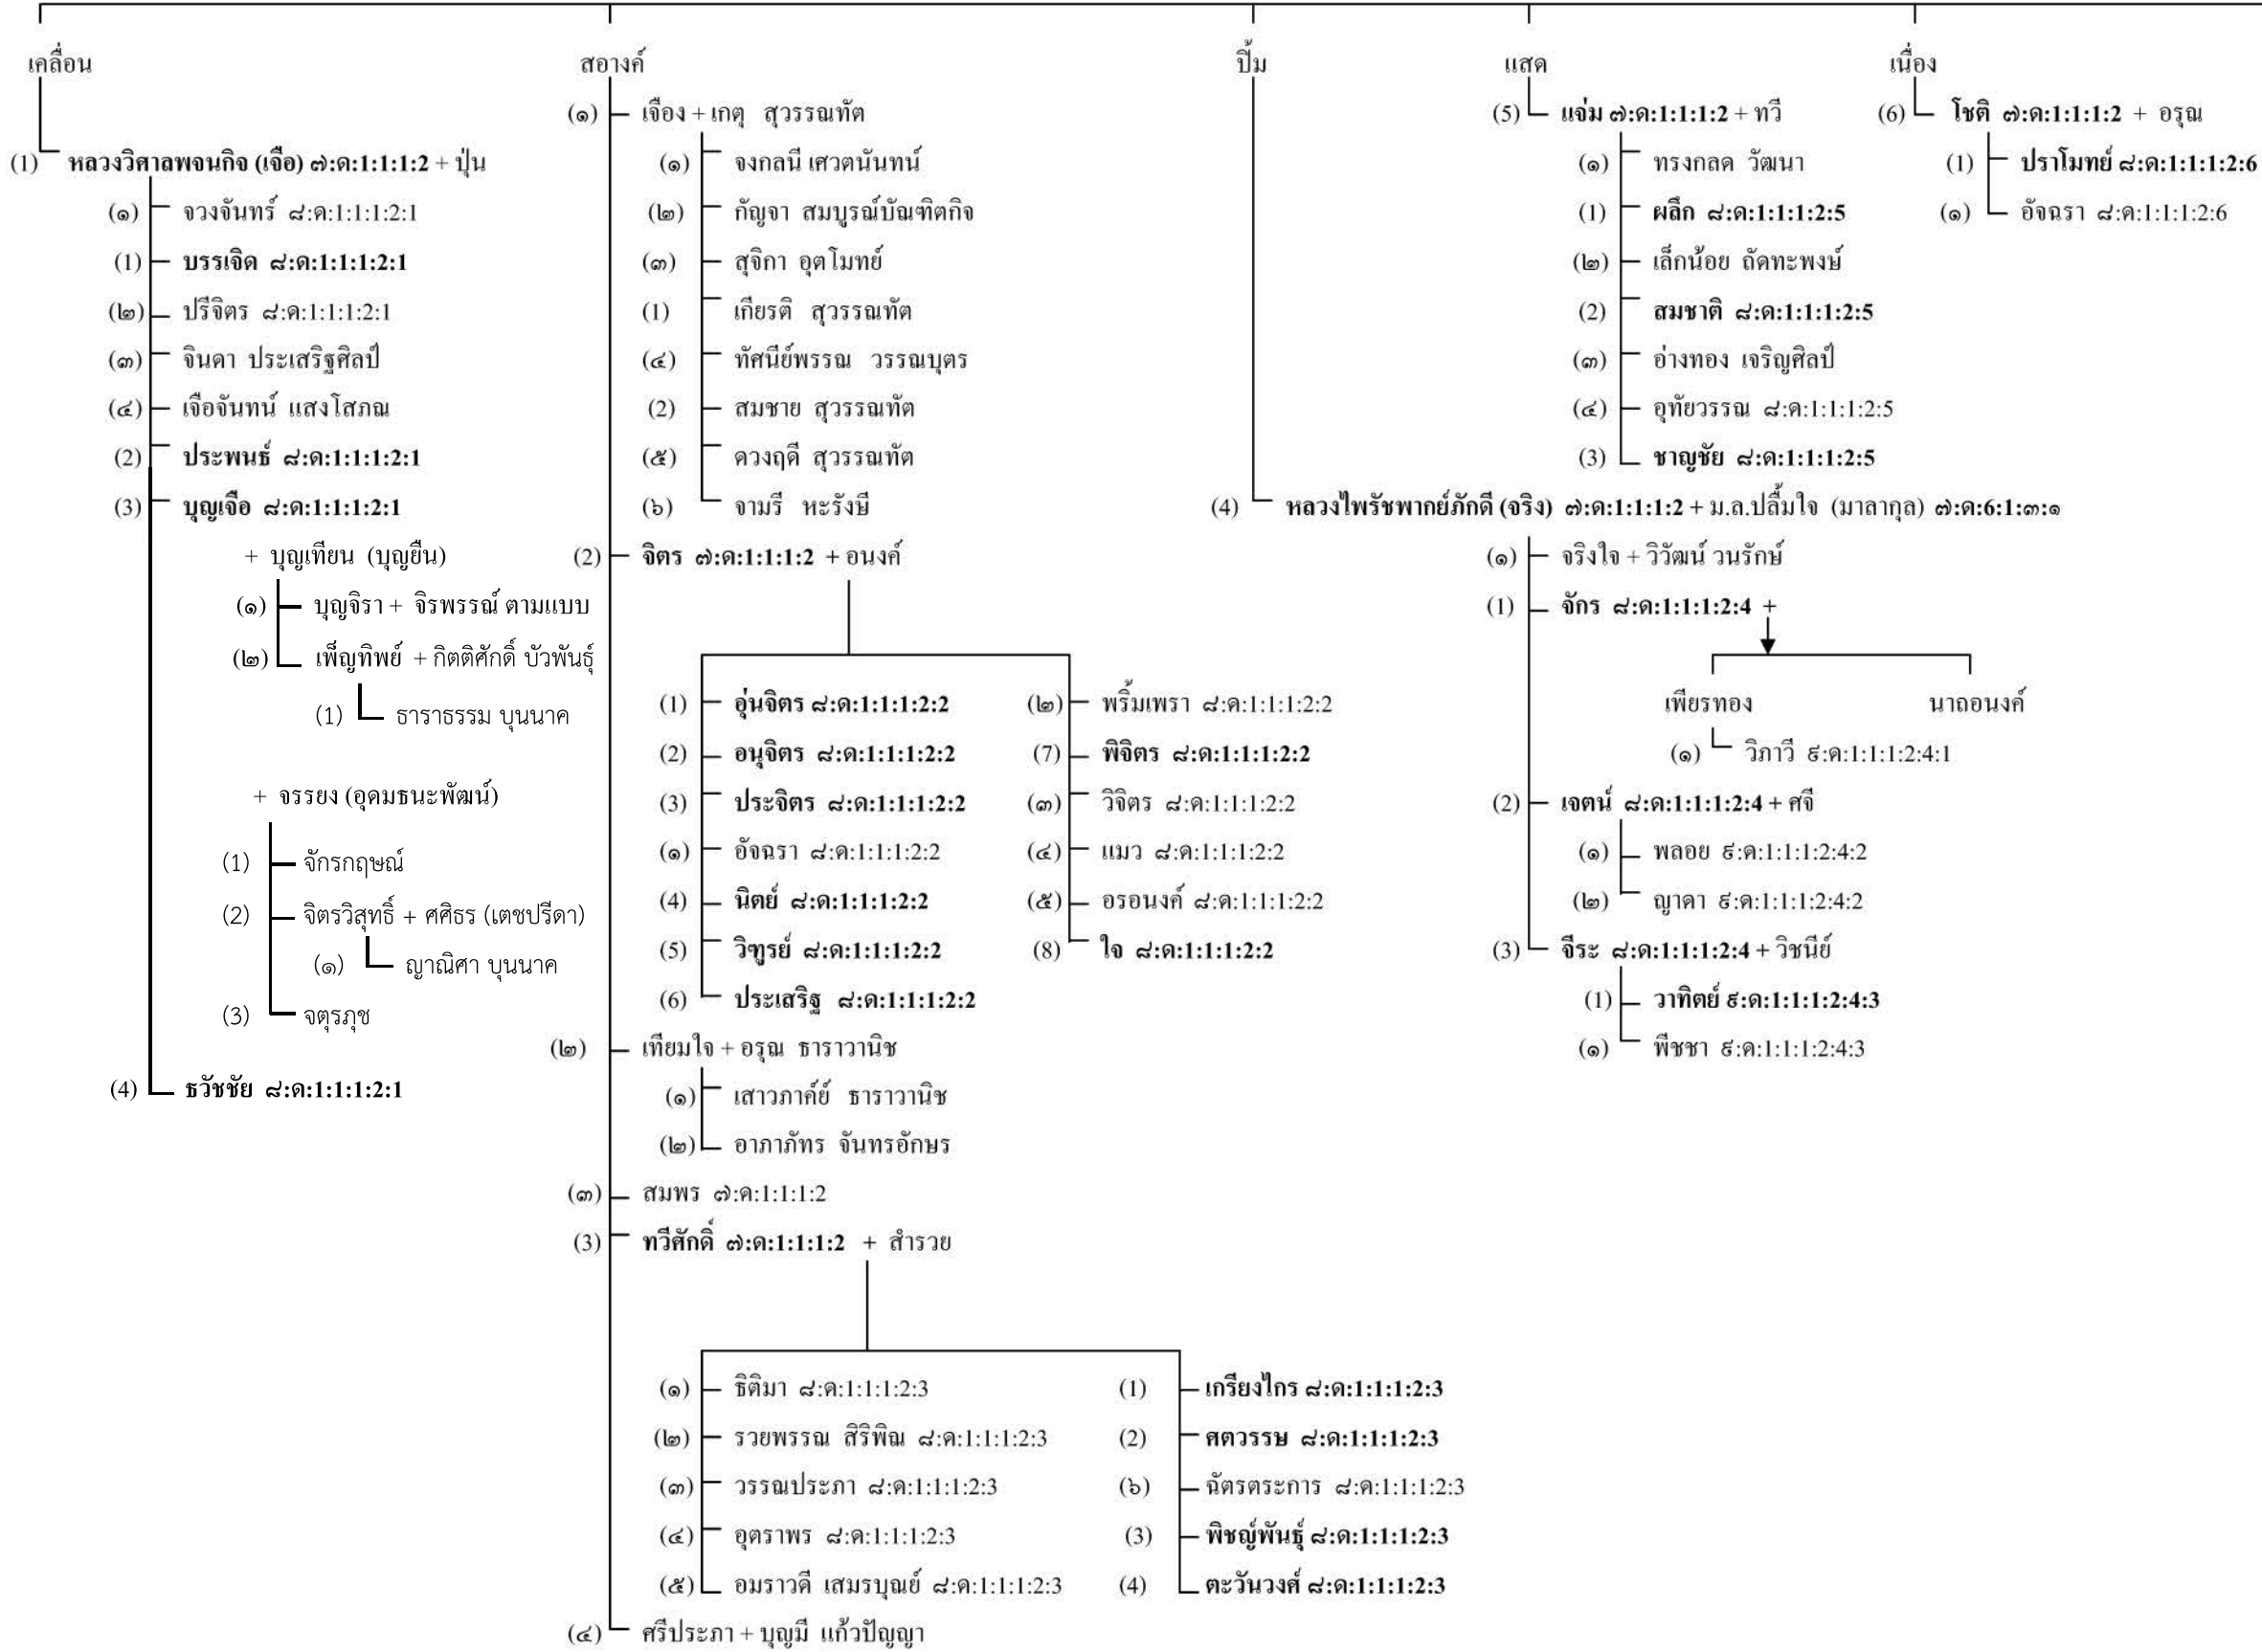 เคลื่อน
(1) หลวงวิศาลพจนกิจ (เจือ) ๗:ด:1:1:1:2 + ปุ่น
(๑) จวงจันทร์ ๘:ด:1:1:1:2:1
(1) บรรเจิด ๘:ด:1:1:1:2:1
(๒) ปรีจิตร ๘:ด:1:1:1:2:1
(๓) จินดา ประเสริฐศิลป์
(๔) เจือจันทน์ แสงโสภณ
(2) ประพนธ์ ๘:ด:1:1:1:2:1
(3) บุญเจือ ๘:ด:1:1:1:2:1
+ บุญเทียน (บุญยืน)
(๑) บุญจิรา + จิรพรรณ์ ตามแบบ
(๒) เพ็ญทิพย์ + กิตติศักดิ์ บัวพันธุ์
(1) ธาราธรรม บุนนาค
+ จรรยง (อุดมธนะพัฒน์)
(1) จักรกฤษณ์
(2) จิตรวิสุทธิ์ + ศศิธร (เตชปรีดา)
(๑) ญาณิศา บุนนาค
(3) จตุรภุช
(4) ธวัชชัย ๘:ด:1:1:1:2:1
สอางค์
(๑) เจือง + เกตุ สุวรรณทัต
(๑) จงกลนี เศวตนันทน์
(๒) กัญจา สมบูรณ์บัณฑิตกิจ
(๓) สุจิกา อุตโมทย์
(1) เกียรติ สุวรรณทัต
(๔) ทัศนีย์พรรณ วรรณบุตร
(2) สมชาย สุวรรณทัต
(๕) ดวงฤดี สุวรรณทัต
(๖) จามรี หะรังษี
(2) จิตร ๗:ด:1:1:1:2 + อนงค์
(1) อุ่นจิตร ๘:ด:1:1:1:2:2
(2) อนุจิตร ๘:ด:1:1:1:2:2
(3) ประจิตร ๘:ด:1:1:1:2:2
(๑) อัจฉรา ๘:ด:1:1:1:2:2
(4) นิตย์ ๘:ด:1:1:1:2:2
(5) วิฑูรย์ ๘:ด:1:1:1:2:2
(6) ประเสริฐ ๘:ด:1:1:1:2:2
(๒) พริ้มเพรา ๘:ด:1:1:1:2:2
(7) พิจิตร ๘:ด:1:1:1:2:2
(๓) วิจิตร ๘:ด:1:1:1:2:2
(๔) แมว ๘:ด:1:1:1:2:2
(๕) อรอนงค์ ๘:ด:1:1:1:2:2
(8) ใจ ๘:ด:1:1:1:2:2
(๒) เทียมใจ + อรุณ ธาราวานิช
(๑) เสาวภาค์ย์ ธาราวานิช
(๒) อาภาภัทร จันทรอักษร
(๓) สมพร ๗:ด:1:1:1:2
(3) ทวีศักดิ์ ๗:ด:1:1:1:2 + สำรวย
(๑) ธิติมา ๘:ด:1:1:1:2:3
(๒) รวยพรรณ สิริพิณ ๘:ด:1:1:1:2:3
(๓) วรรณประภา ๘:ด:1:1:1:2:3
(๔) อุตราพร ๘:ด:1:1:1:2:3
(๕) อมราวดี เสมรบุณย์ ๘:ด:1:1:1:2:3
(1) เกรียงไกร ๘:ด:1:1:1:2:3
(2) ศตวรรษ ๘:ด:1:1:1:2:3
(๖) ฉัตรตระการ ๘:ด:1:1:1:2:3
(3) พิชญ์พันธุ์ ๘:ด:1:1:1:2:3
(4) ตะวันวงศ์ ๘:ด:1:1:1:2:3
(๔) ศรีประภา + บุญมี แก้วปัญญา
ปิ้ม
(4) หลวงไพรัชพากย์ภักดี (จริง) ๗:ด:1:1:1:2 + ม.ล.ปลื้มใจ (มาลากุล) ๗:ด:6:1:๓:๑
(๑) จริงใจ + วิวัฒน์ วนรักษ์
(1) จักร ๘:ด:1:1:1:2:4 +
เพียรทอง
(๑) วิภาวี ๙:ด:1:1:1:2:4:1
นาถอนงค์
(2) เจตน์ ๘:ด:1:1:1:2:4 + ศจี
(๑) พลอย ๙:ด:1:1:1:2:4:2
(๒) ญาดา ๙:ด:1:1:1:2:4:2
(3) จีระ ๘:ด:1:1:1:2:4 + วิชนีย์
(1) วาทิตย์ ๙:ด:1:1:1:2:4:3
(๑) พีชชา ๙:ด:1:1:1:2:4:3
แสด
(5) แจ่ม ๗:ด:1:1:1:2 + ทวี
(๑) ทรงกลด วัฒนา
(1) ผลึก ๘:ด:1:1:1:2:5
(๒) เล็กน้อย ถัดทะพงษ์
(2) สมชาติ ๘:ด:1:1:1:2:5
(๓) อ่างทอง เจริญศิลป์
(๔) อุทัยวรรณ ๘:ด:1:1:1:2:5
(3) ชาญชัย ๘:ด:1:1:1:2:5
เนื่อง
(6) โชติ ๗:ด:1:1:1:2 + อรุณ
(1) ปราโมทย์ ๘:ด:1:1:1:2:6
(๑) อัจฉรา ๘:ด:1:1:1:2:6